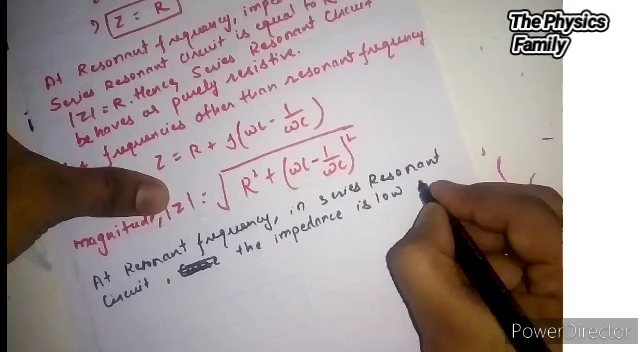 Z = R
At Resonant frequency, impe
Series Resonant Circuit is equal to R
|Z| = R. Hence Series Resonant Circuit
behaves as purely resistive.
frequencies other than resonant frequency
Z = R + j(ωL - 1/ωC)
magnitude, |Z| = √R² + (ωL - 1/ωC)²
At Resonant frequency, in series Resonant
Circuit, the impedance is low
The Physics
Family
PowerDirector